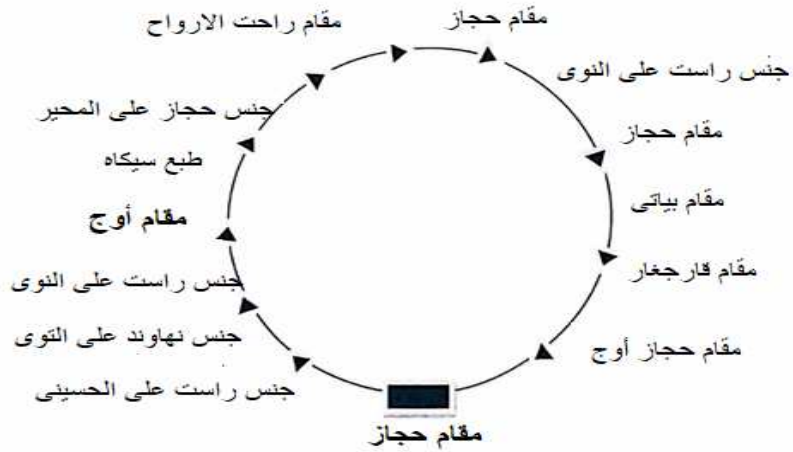 مقام حجاز
جنس راست على النوى
مقام حجاز
مقام بياتى
مقام قارجغار
مقام حجاز أوج
مقام حجاز
جنس راست على الحسينى
جنس نهاوند على التوى
جنس راست على النوى
مقام أوج
طبع سيكاه
جنس حجاز على المحير
مقام راحت الارواح